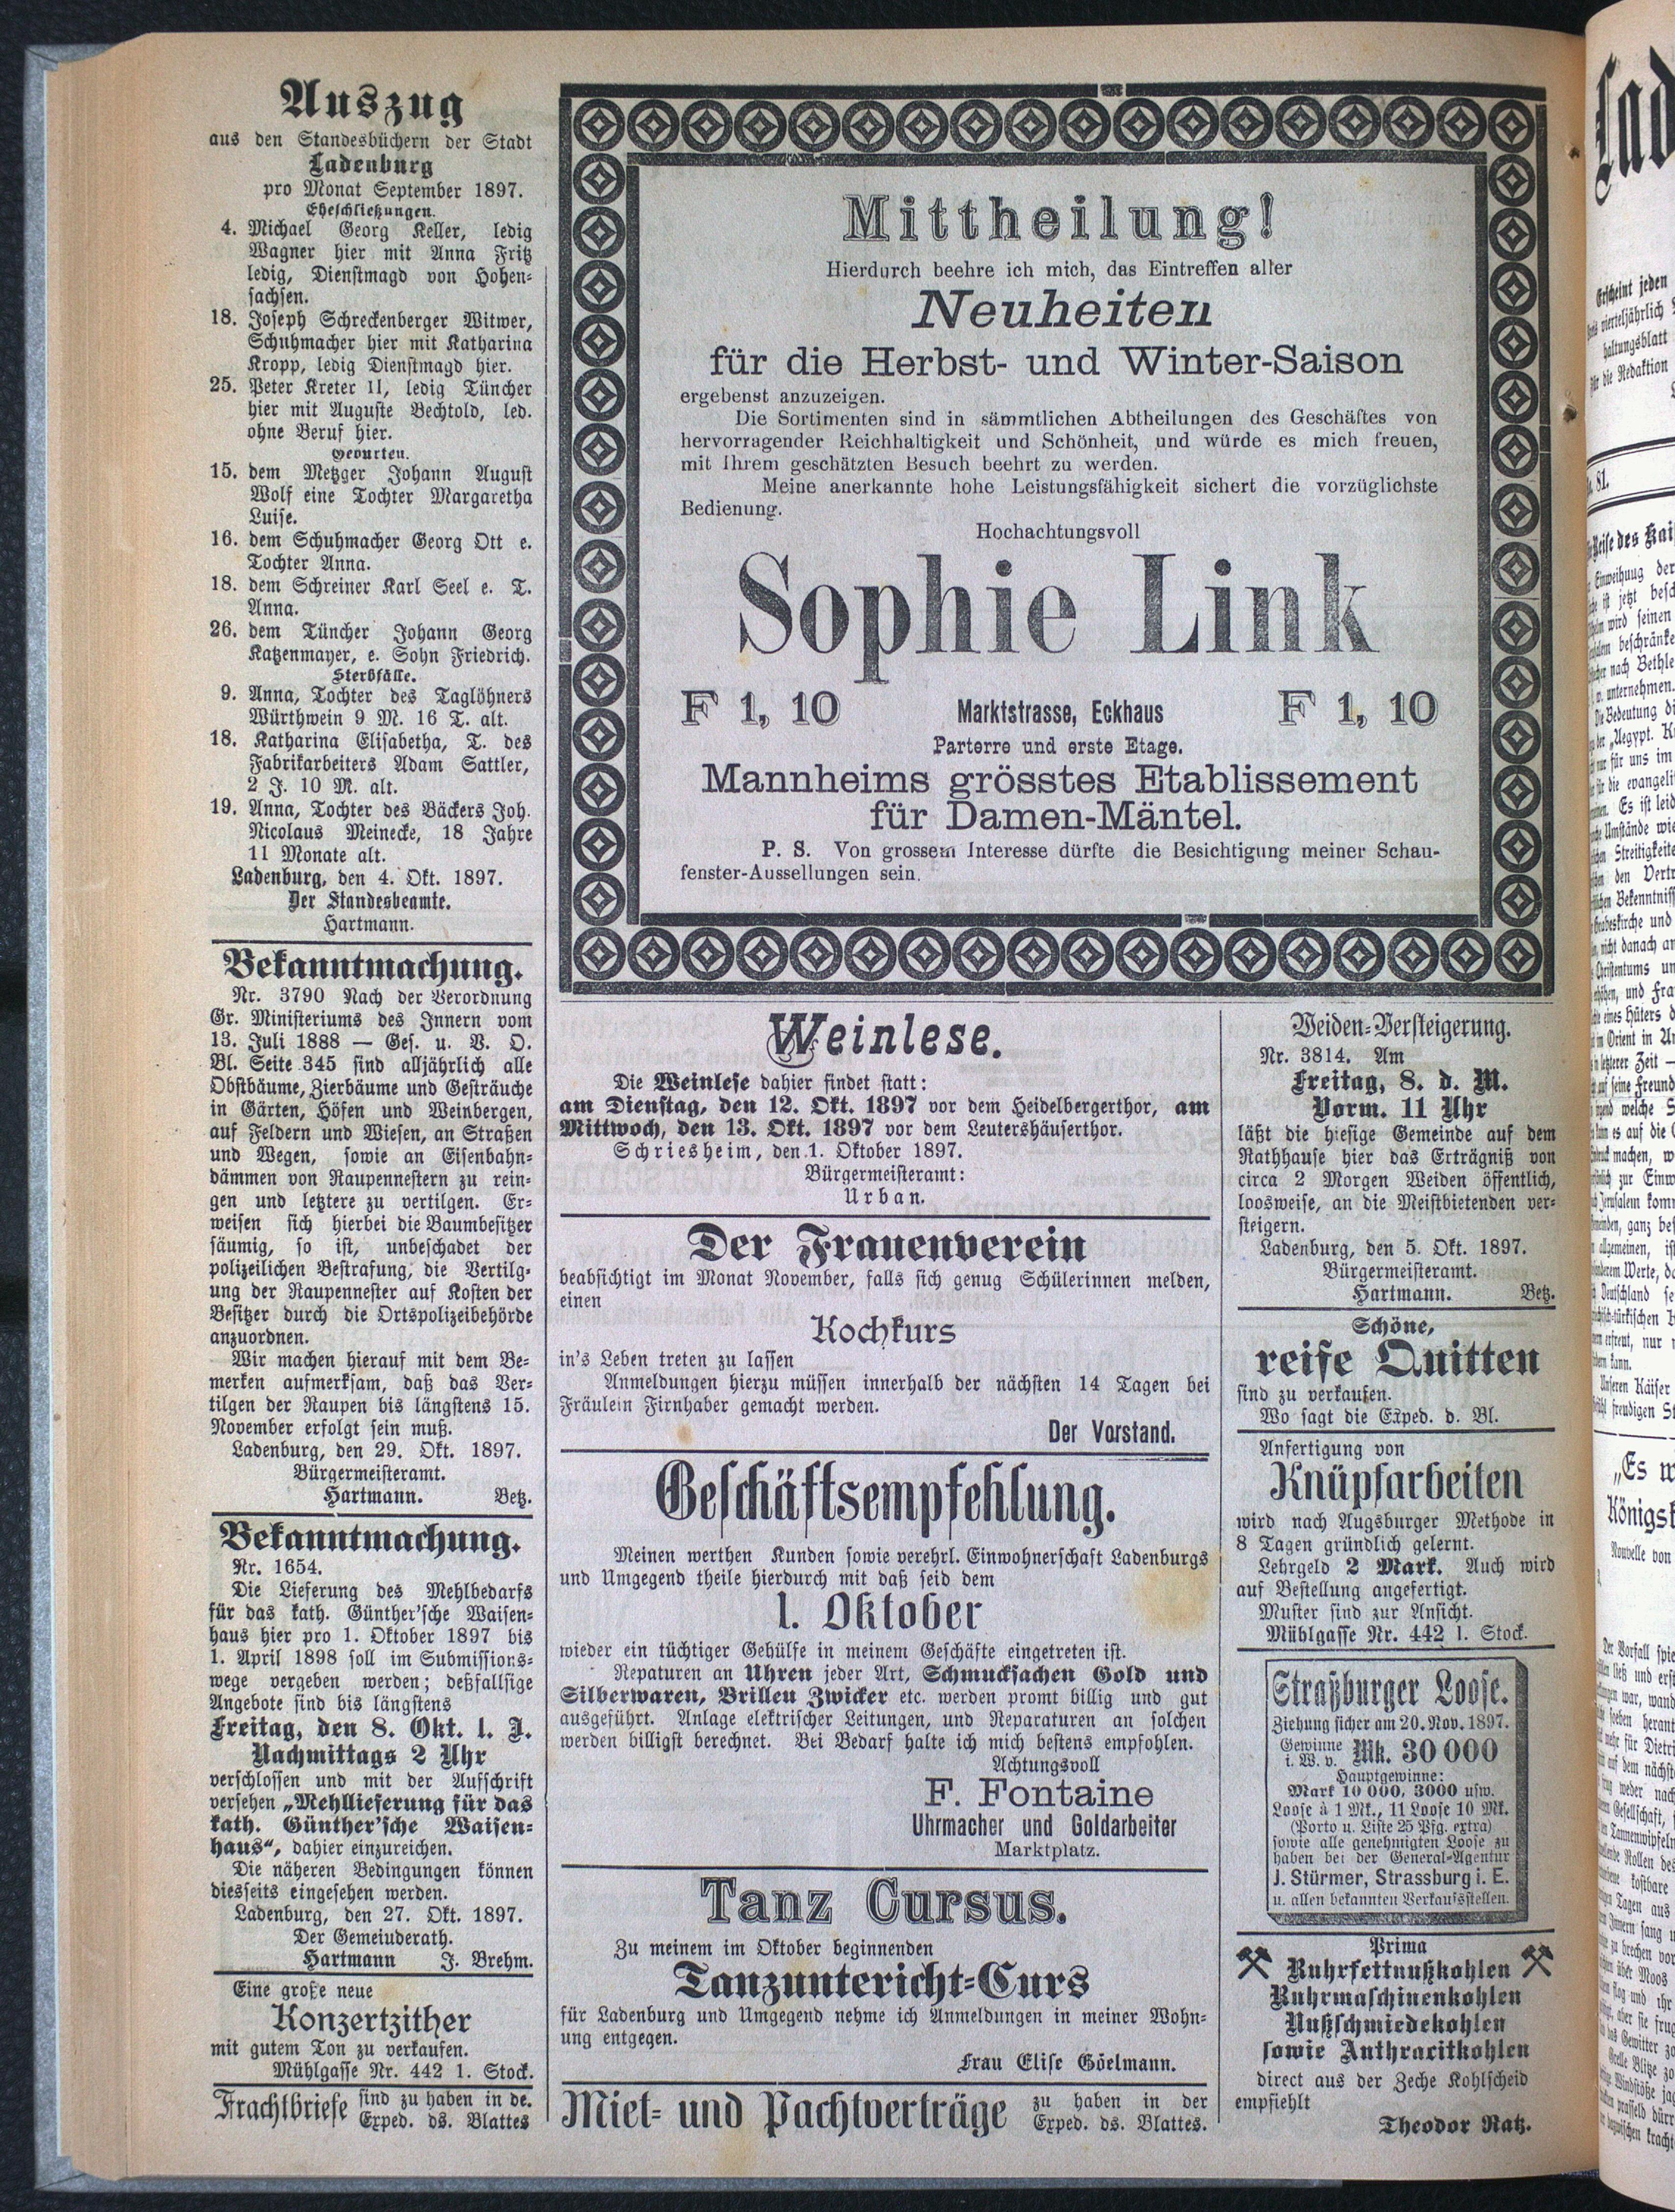 Auszug
aus den Standesbüchern der Stadt
Ladenburg
pro Monat September 1897.
Eheschließungen.
4. Michael Georg Keller, ledig
Wagner hier mit Anna Fritz
ledig, Dienstmagd von Hohen-
sachsen.
18. Joseph Schreckenberger Witwer,
Schuhmacher hier mit Katharina
Kropp, ledig Dienstmagd hier.
25. Peter Kreter II, ledig Tüncher
hier mit Auguste Bechtold, led.
ohne Beruf hier.
Geburten.
15. dem Metzger Johann August
Wolf eine Tochter Margaretha
Luise.
16. dem Schuhmacher Georg Ott e.
Tochter Anna.
18. dem Schreiner Karl Seel e. T.
Anna.
26. dem Tüncher Johann Georg
Katzenmayer, e. Sohn Friedrich.
Sterbfälle.
9. Anna, Tochter des Taglöhners
Würthwein 9 M. 16 T. alt.
18. Katharina Elisabetha, T. des
Fabrikarbeiters Adam Sattler,
2 J. 10 M. alt.
19. Anna, Tochter des Bäckers Joh.
Nicolaus Meinecke, 18 Jahre
11 Monate alt.
Ladenburg, den 4. Okt. 1897.
Der Standesbeamte.
Hartmann.
Bekanntmachung.
Nr. 3790 Nach der Verordnung
Gr. Ministeriums des Innern vom
13. Juli 1888 — Ges. u. V. O.
Bl. Seite 345 sind alljährlich alle
Obstbäume, Zierbäume und Gesträuche
in Gärten, Höfen und Weinbergen,
auf Feldern und Wiesen, an Straßen
und Wegen, sowie an Eisenbahn-
dämmen von Raupennestern zu rein-
gen und letztere zu vertilgen. Er-
weisen sich hierbei die Baumbesitzer
säumig, so ist, unbeschadet der
polizeilichen Bestrafung, die Vertilg-
ung der Raupennester auf Kosten der
Besitzer durch die Ortspolizeibehörde
anzuordnen.
Wir machen hierauf mit dem Be-
merken aufmerksam, daß das Ver-
tilgen der Raupen bis längstens 15.
November erfolgt sein muß.
Ladenburg, den 29. Okt. 1897.
Bürgermeisteramt.
Hartmann. Betz.
Bekanntmachung.
Nr. 1654.
Die Lieferung des Mehlbedarfs
für das kath. Günther'sche Waisen-
haus hier pro 1. Oktober 1897 bis
1. April 1898 soll im Submissions-
wege vergeben werden; deßfallsige
Angebote sind bis längstens
Freitag, den 8. Okt. l. J.
Nachmittags 2 Uhr
verschlossen und mit der Aufschrift
versehen „Mehllieferung für das
kath. Günther'sche Waisen-
haus“, dahier einzureichen.
Die näheren Bedingungen können
diesseits eingesehen werden.
Ladenburg, den 27. Okt. 1897.
Der Gemeinderath.
Hartmann J. Brehm.
Eine große neue
Konzertzither
mit gutem Ton zu verkaufen.
Mühlgasse Nr. 442 1. Stock.
Frachtbriefe sind zu haben in de.
Exped. ds. Blattes
Mittheilung!
Hierdurch beehre ich mich, das Eintreffen aller
Neuheiten
für die Herbst- und Winter-Saison
ergebenst anzuzeigen.
Die Sortimenten sind in sämmtlichen Abtheilungen des Geschäftes von
hervorragender Reichhaltigkeit und Schönheit, und würde es mich freuen,
mit Ihrem geschätzten Besuch beehrt zu werden.
Meine anerkannte hohe Leistungsfähigkeit sichert die vorzüglichste
Bedienung.
Hochachtungsvoll
Sophie Link
F 1, 10 Marktstrasse, Eckhaus F 1, 10
Parterre und erste Etage.
Mannheims grösstes Etablissement
für Damen-Mäntel.
P. S. Von grossem Interesse dürfte die Besichtigung meiner Schau-
fenster-Aussellungen sein.
Weinlese.
Die Weinlese dahier findet statt:
am Dienstag, den 12. Okt. 1897 vor dem Heidelbergerthor, am
Mittwoch, den 13. Okt. 1897 vor dem Leutershäuserthor.
Schriesheim, den 1. Oktober 1897.
Bürgermeisteramt:
Urban.
Der Frauenverein
beabsichtigt im Monat November, falls sich genug Schülerinnen melden,
einen
Kochkurs
in's Leben treten zu lassen
Anmeldungen hierzu müssen innerhalb der nächsten 14 Tagen bei
Fräulein Firnhaber gemacht werden.
Der Vorstand.
Geschäftsempfehlung.
Meinen werthen Kunden sowie verehrl. Einwohnerschaft Ladenburgs
und Umgegend theile hierdurch mit daß seid dem
1. Oktober
wieder ein tüchtiger Gehülfe in meinem Geschäfte eingetreten ist.
Repaturen an Uhren jeder Art, Schmucksachen Gold und
Silberwaren, Brillen Zwicker etc. werden promt billig und gut
ausgeführt. Anlage elektrischer Leitungen, und Reparaturen an solchen
werden billigst berechnet. Bei Bedarf halte ich mich bestens empfohlen.
Achtungsvoll
F. Fontaine
Uhrmacher und Goldarbeiter
Marktplatz.
Tanz Cursus.
Zu meinem im Oktober beginnenden
Tanzuntericht-Curs
für Ladenburg und Umgegend nehme ich Anmeldungen in meiner Wohn-
ung entgegen.
Frau Elise Göelmann.
Miet- und Pachtverträge zu haben in der
Exped. ds. Blattes.
Weiden-Versteigerung.
Nr. 3814. Am
Freitag, 8. d. M.
Vorm. 11 Uhr
läßt die hiesige Gemeinde auf dem
Rathhause hier das Erträgniß von
circa 2 Morgen Weiden öffentlich,
loosweise, an die Meistbietenden ver-
steigern.
Ladenburg, den 5. Okt. 1897.
Bürgermeisteramt.
Hartmann. Betz.
Schöne,
reife Quitten
sind zu verkaufen.
Wo sagt die Exped. d. Bl.
Anfertigung von
Knüpfarbeiten
wird nach Augsburger Methode in
8 Tagen gründlich gelernt.
Lehrgeld 2 Mark. Auch wird
auf Bestellung angefertigt.
Muster sind zur Ansicht.
Mühlgasse Nr. 442 1. Stock.
Straßburger Loose.
Ziehung sicher am 20. Nov. 1897.
Gewinne
i. W. v. Mk. 30 000
Hauptgewinne:
Mark 10 000, 3000 usw.
Loose à 1 Mk., 11 Loose 10 Mk.
(Porto u. Liste 25 Pfg. extra)
sowie alle genehmigten Loose zu
haben bei der General-Agentur
J. Stürmer, Strassburg i. E.
u. allen bekannten Verkaufsstellen.
Prima
Ruhrfettnußkohlen
Ruhrmaschinenkohlen
Nußschmiedekohlen
sowie Anthracitkohlen
direct aus der Zeche Kohlscheid
empfiehlt
Theodor Ratz.
Lad
Erscheint jeden
vierteljährlich
haltungsblatt
die Redaktion
81.
Reise des Kai